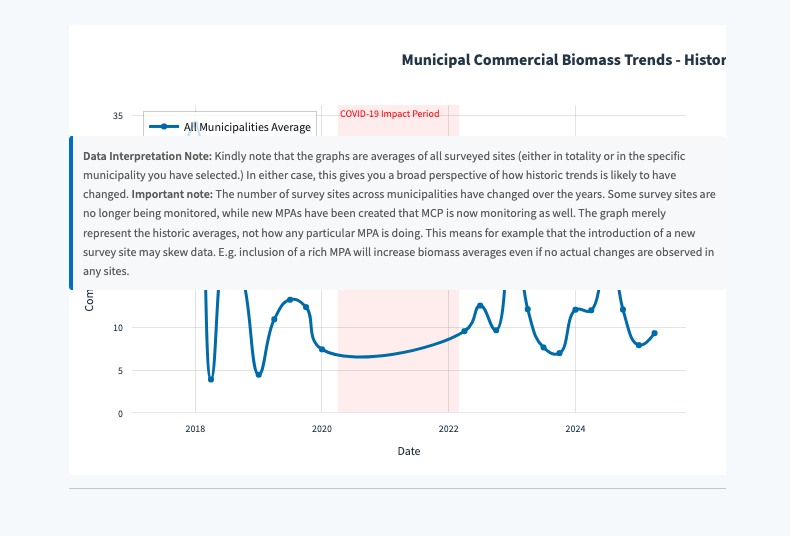 Municipal Commercial Biomass Trends - Histor
35
COVID-19 Impact Period
All Municipalities Average
Data Interpretation Note: Kindly note that the graphs are averages of all surveyed sites (either in totality or in the specific
municipality you have selected.) In either case, this gives you a broad perspective of how historic trends is likely to have
changed. Important note: The number of survey sites across municipalities have changed over the years. Some survey sites are
no longer being monitored, while new MPAs have been created that MCP is now monitoring as well. The graph merely
represent the historic averages, not how any particular MPA is doing. This means for example that the introduction of a new
survey site may skew data. E.g. inclusion of a rich MPA will increase biomass averages even if no actual changes are observed in
any sites.
Com
10
5
0
2018 2020 2022 2024
Date